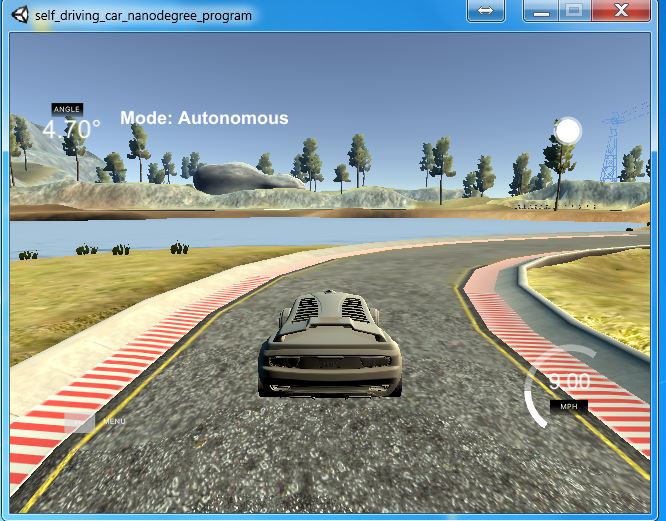 self_driving_car_nanodegree_program
ANGLE
4.70°
Mode: Autonomous
9.00
MPH
MENU